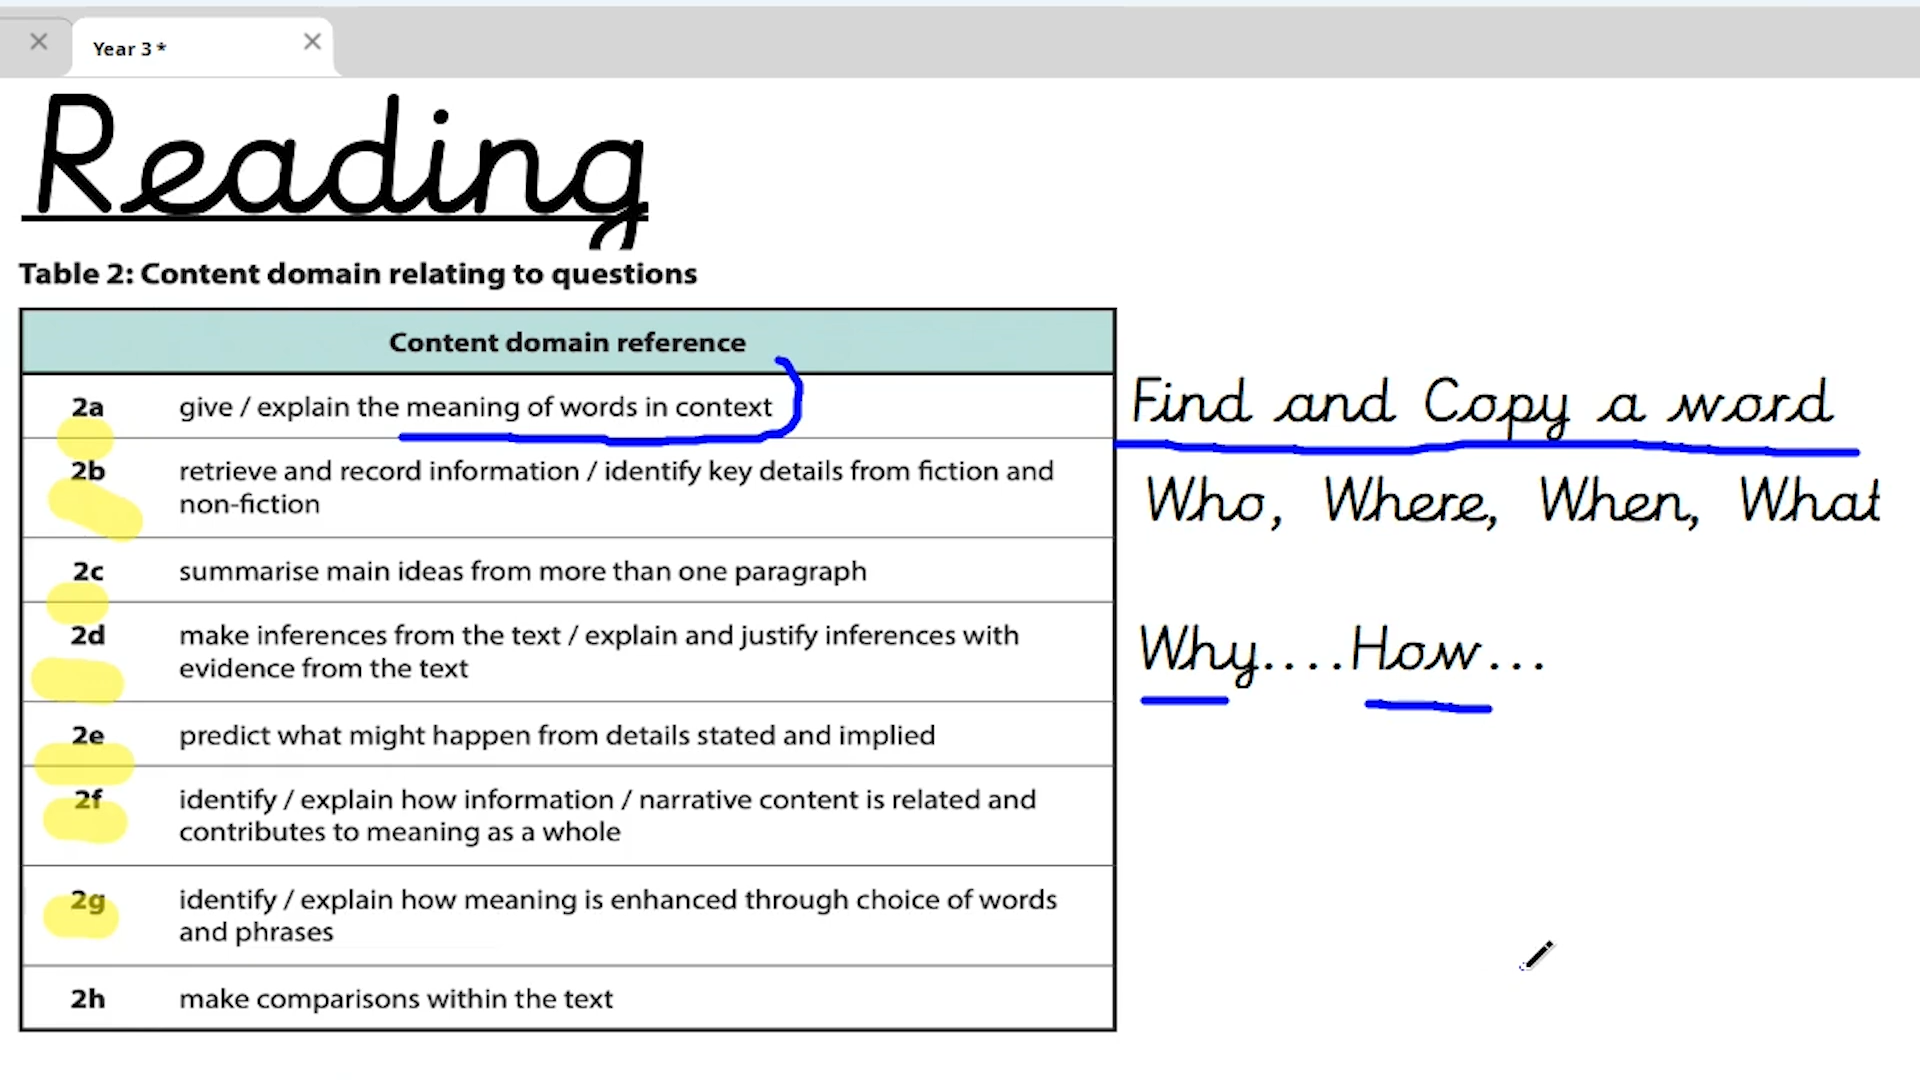 Year 3 *
Reading
Table 2: Content domain relating to questions
Content domain reference
2a give / explain the meaning of words in context
Find and Copy a word
2b retrieve and record information / identify key details from fiction and
non-fiction
Who, Where, When, What
2c summarise main ideas from more than one paragraph
2d make inferences from the text / explain and justify inferences with
evidence from the text
Why....How...
2e predict what might happen from details stated and implied
2f identify / explain how information / narrative content is related and
contributes to meaning as a whole
2g identify / explain how meaning is enhanced through choice of words
and phrases
2h make comparisons within the text